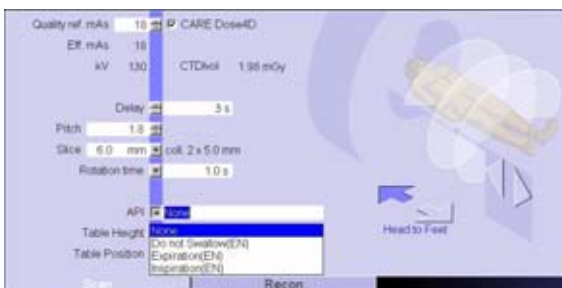 Quality ref. mAs 18 CARE Dose4D
Eff. mAs 18
kV 130 CTDIvol 1.98 mGy
Delay 3 s
Pitch 1.8
Slice 6.0 mm coll. 2 x 5.0 mm
Rotation time 1.0 s
API None
Table Height None
Do not Swallow(EN)
Table Position Expiration(EN)
Inspiration(EN)
Head to Feet
Scan Recon